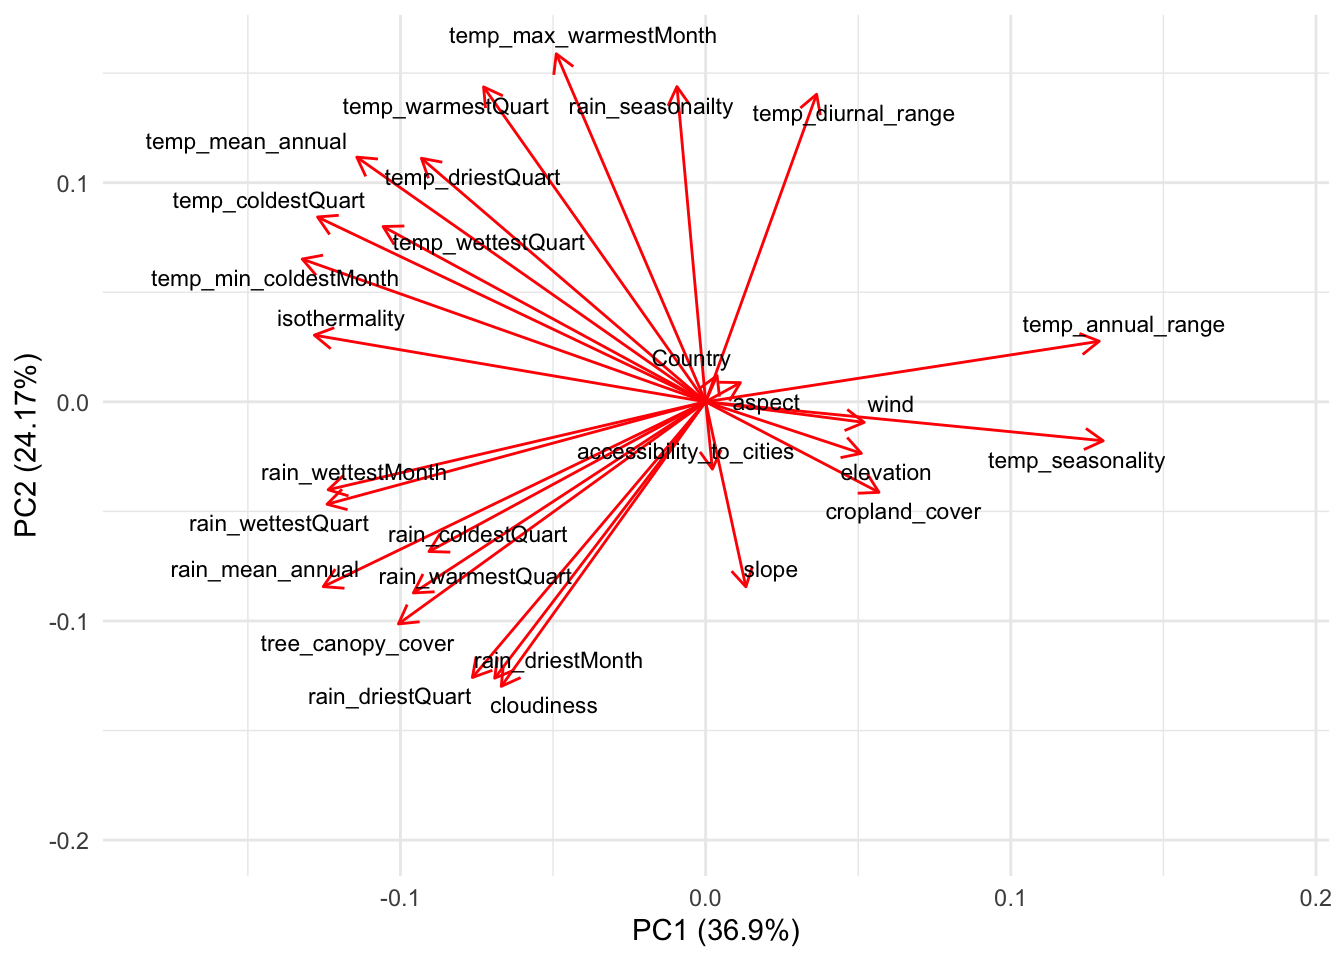 temp_max_warmestMonth
temp_warmestQuart
rain_seasonailty
temp_diurnal_range
temp_mean_annual
temp_driestQuart
temp_coldestQuart
temp_wettestQuart
temp_min_coldestMonth
isothermality
temp_annual_range
Country
aspect
wind
accessibility_to_cities
temp_seasonality
rain_wettestMonth
elevation
cropland_cover
rain_wettestQuart
rain_coldestQuart
rain_mean_annual
rain_warmestQuart
slope
tree_canopy_cover
rain_driestMonth
rain_driestQuart
cloudiness
0.1
0.0
-0.1
-0.2
PC2 (24.17%)
-0.1
0.0
0.1
0.2
PC1 (36.9%)